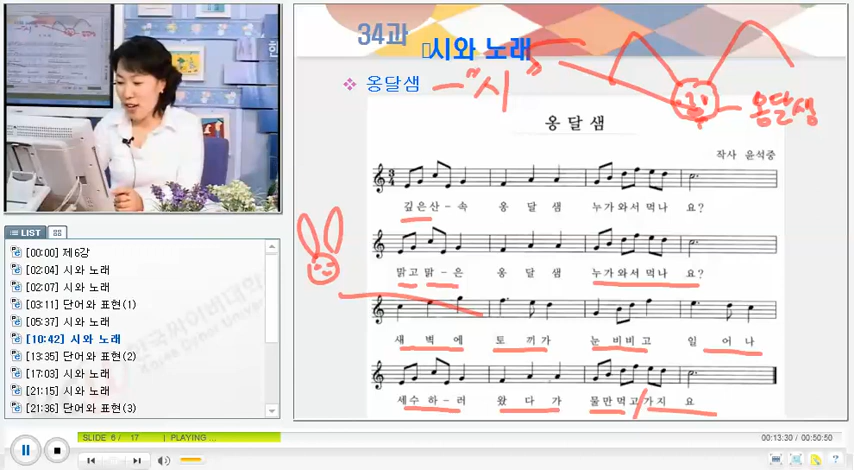 34과
시와 노래
옹달샘 - "시"
옹달샘
옹 달 샘
작사 윤석중
3 4
깊은산-속 옹 달 샘 누가와서먹나 요?
맑고맑-은 옹 달 샘 누가와서먹나 요?
새 벽 에 토 끼 가 눈 비비고 일 어 나
세수하-러 왔 다 가 물만먹고가지 요
LIST
[00:00] 제6강
[02:04] 시와 노래
[02:07] 시와 노래
[03:11] 단어와 표현(1)
[05:37] 시와 노래
[10:42] 시와 노래
[13:35] 단어와 표현(2)
[17:03] 시와 노래
[21:15] 시와 노래
[21:36] 단어와 표현(3)
SLIDE 6 / 17 | PLAYING ...
00:13:30 / 00:50:50